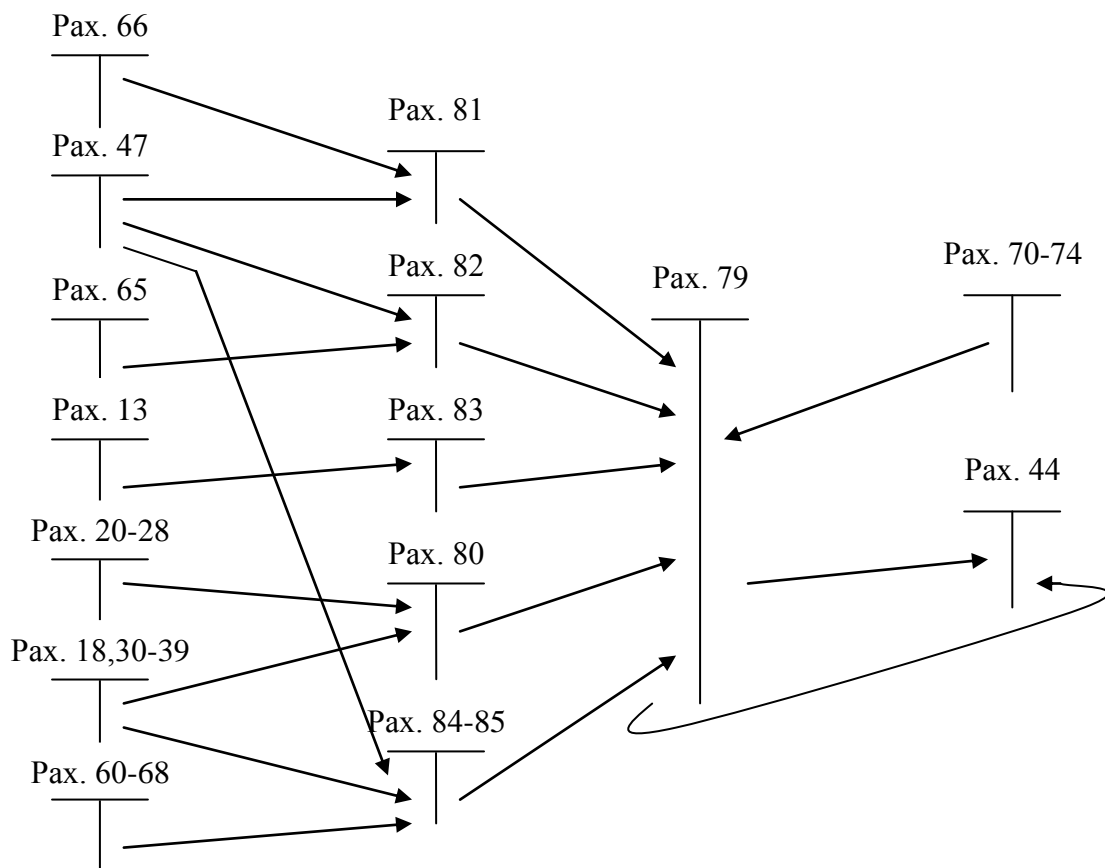 Pax. 66
Pax. 47
Pax. 65
Pax. 13
Pax. 20-28
Pax. 18,30-39
Pax. 60-68
Pax. 81
Pax. 82
Pax. 83
Pax. 80
Pax. 84-85
Pax. 79
Pax. 70-74
Pax. 44